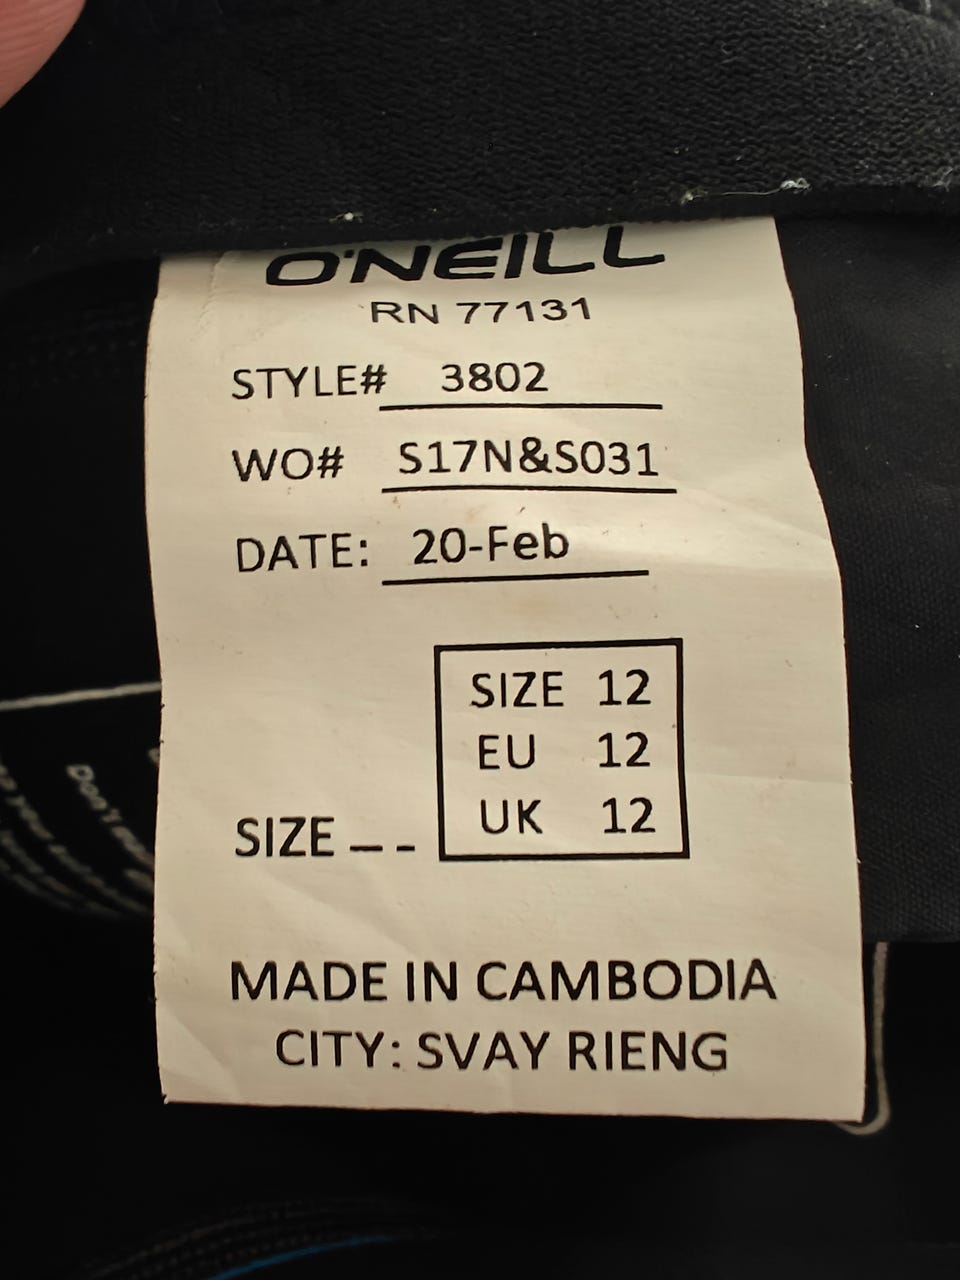 O'NEILL
RN 77131
STYLE# 3802
WO# S17N&S031
DATE: 20-Feb
SIZE 12
EU 12
UK 12
SIZE _ _
MADE IN CAMBODIA
CITY: SVAY RIENG
Don't